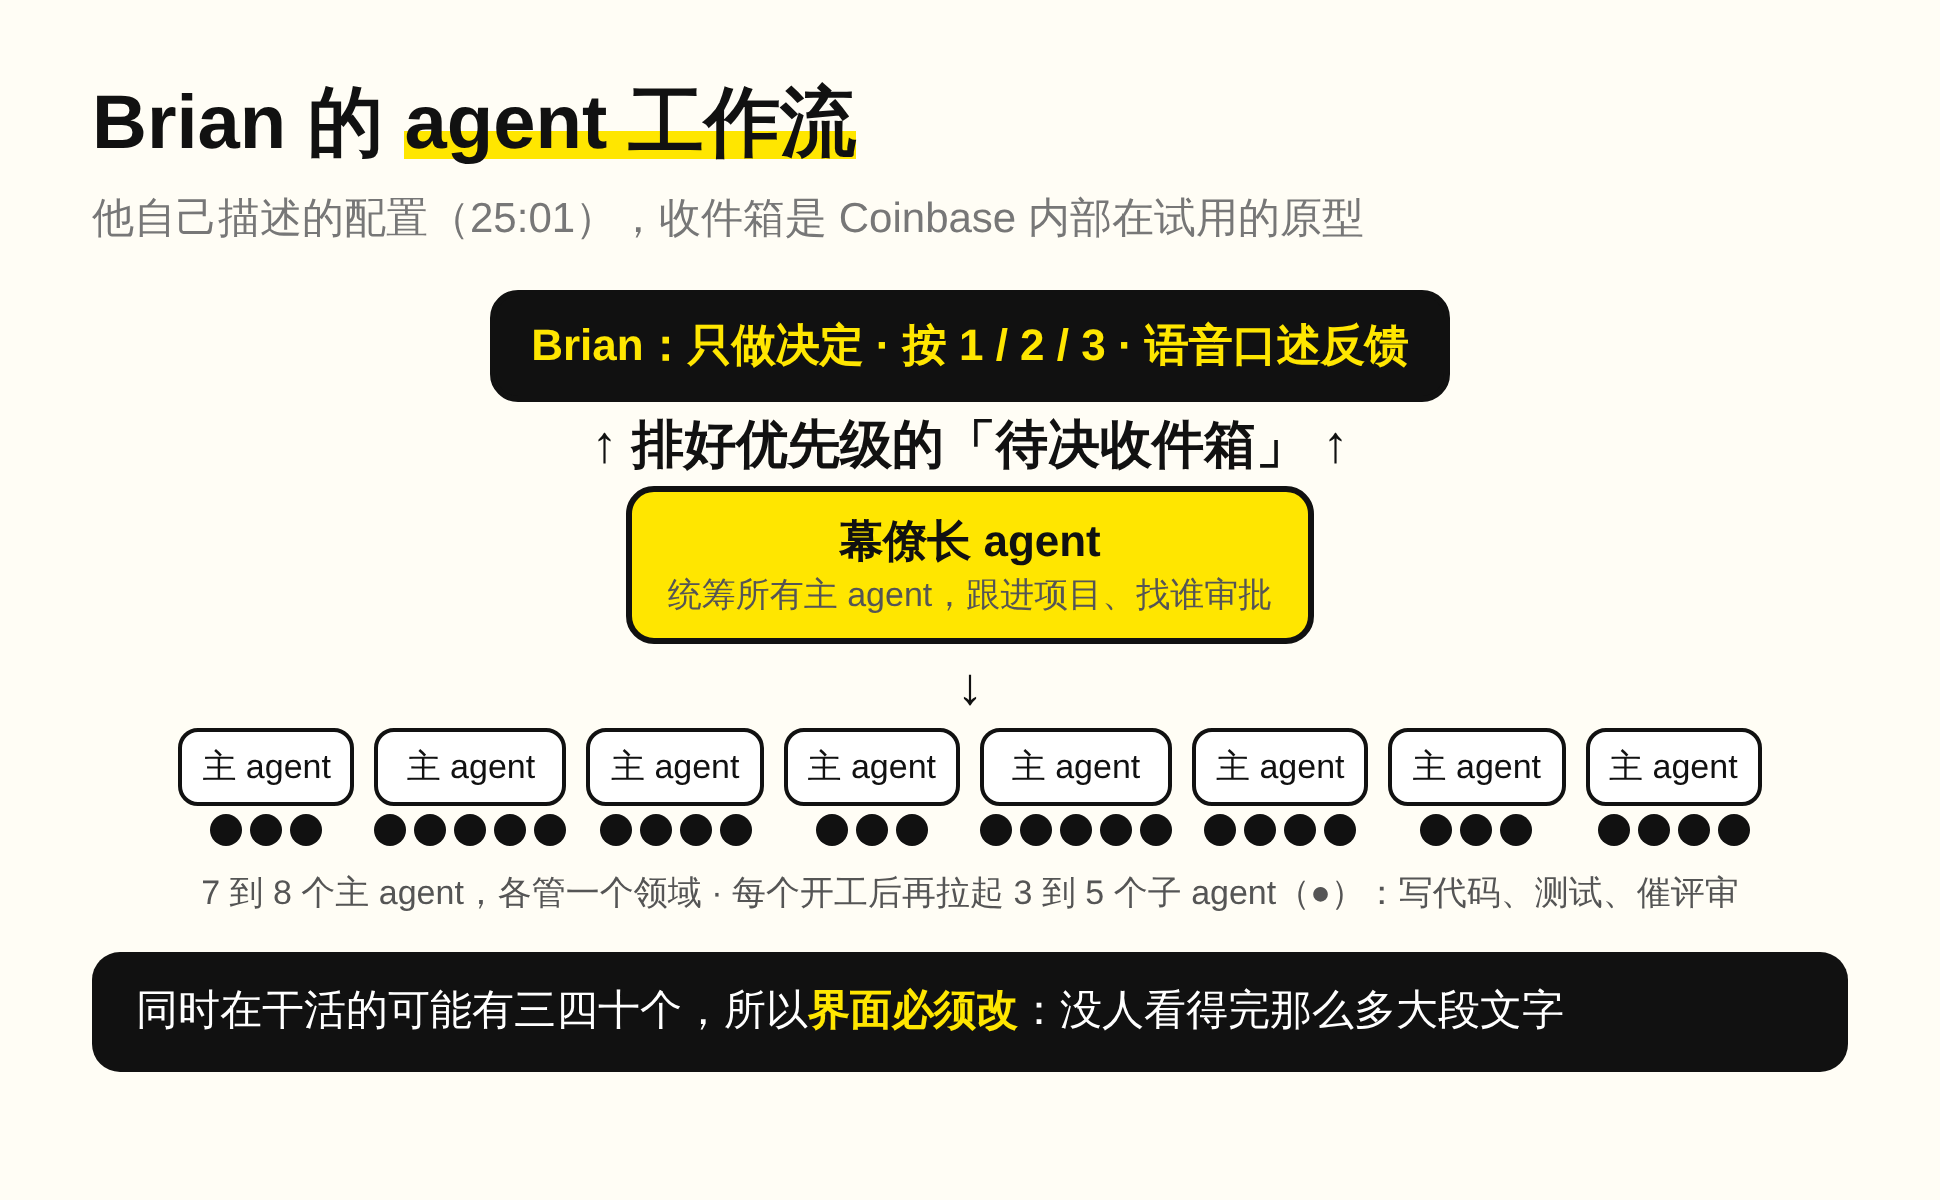 Brian 的 agent 工作流
他自己描述的配置（25:01），收件箱是 Coinbase 内部在试用的原型
Brian：只做决定 · 按 1 / 2 / 3 · 语音口述反馈
↑ 排好优先级的「待决收件箱」 ↑
幕僚长 agent
统筹所有主 agent，跟进项目、找谁审批
↓
主 agent 主 agent 主 agent 主 agent 主 agent 主 agent 主 agent 主 agent
7 到 8 个主 agent，各管一个领域 · 每个开工后再拉起 3 到 5 个子 agent（●）：写代码、测试、催评审
同时在干活的可能有三四十个，所以界面必须改：没人看得完那么多大段文字